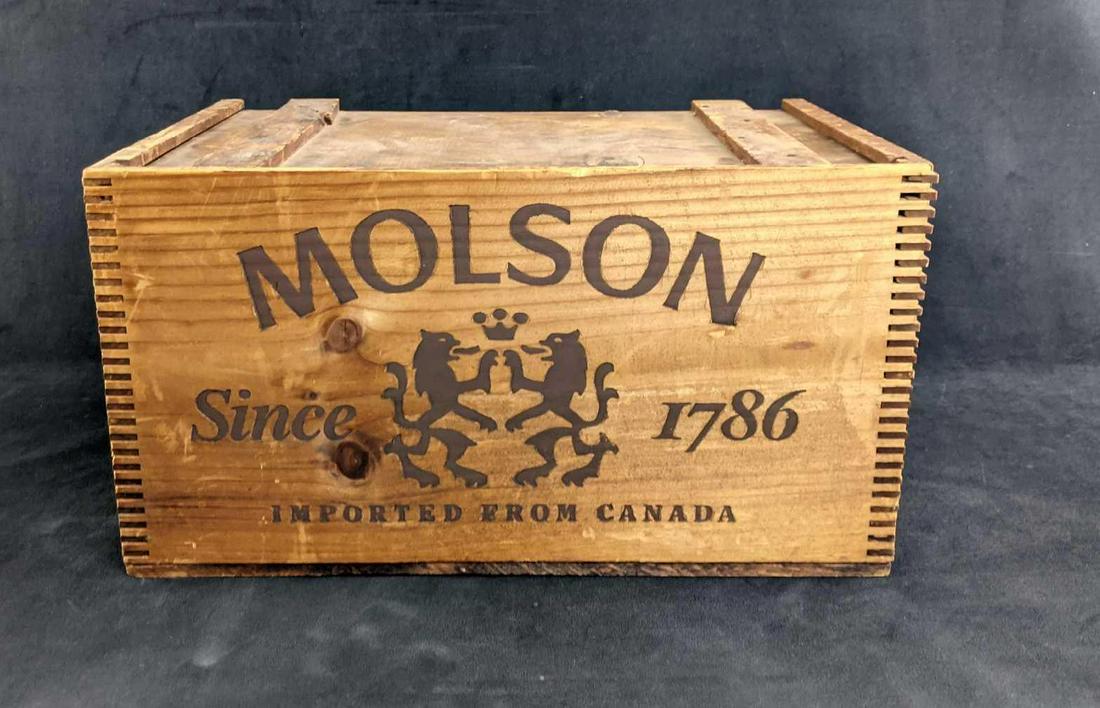 MOLSON
Since 1786
IMPORTED FROM CANADA